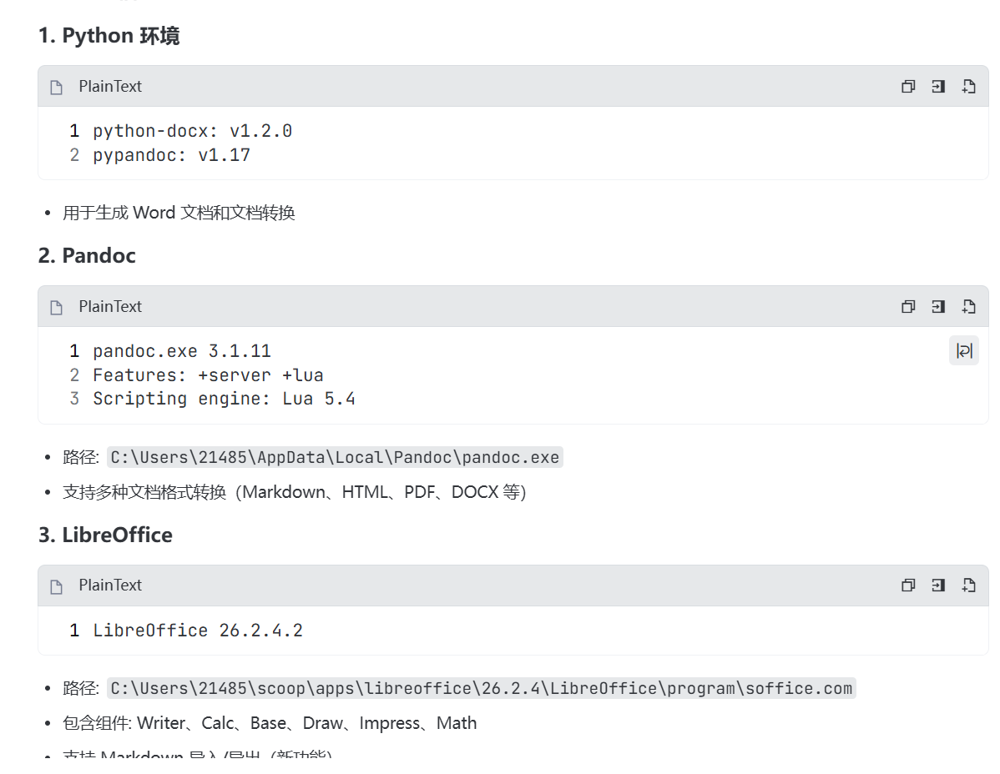 1. Python 环境
PlainText
1 python-docx: v1.2.0
2 pypandoc: v1.17
• 用于生成 Word 文档和文档转换
2. Pandoc
PlainText
1 pandoc.exe 3.1.11
2 Features: +server +lua
3 Scripting engine: Lua 5.4
• 路径: C:\Users\21485\AppData\Local\Pandoc\pandoc.exe
• 支持多种文档格式转换（Markdown、HTML、PDF、DOCX 等）
3. LibreOffice
PlainText
1 LibreOffice 26.2.4.2
• 路径: C:\Users\21485\scoop\apps\libreoffice\26.2.4\LibreOffice\program\soffice.com
• 包含组件: Writer、Calc、Base、Draw、Impress、Math
• 支持 Markdown 导入/导出（新功能）